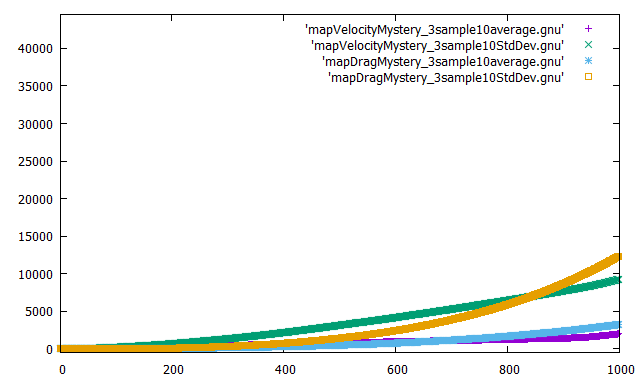 'mapVelocityMystery_3sample10average.gnu'
'mapVelocityMystery_3sample10StdDev.gnu'
'mapDragMystery_3sample10average.gnu'
'mapDragMystery_3sample10StdDev.gnu'
40000
35000
30000
25000
20000
15000
10000
5000
0
0 200 400 600 800 1000